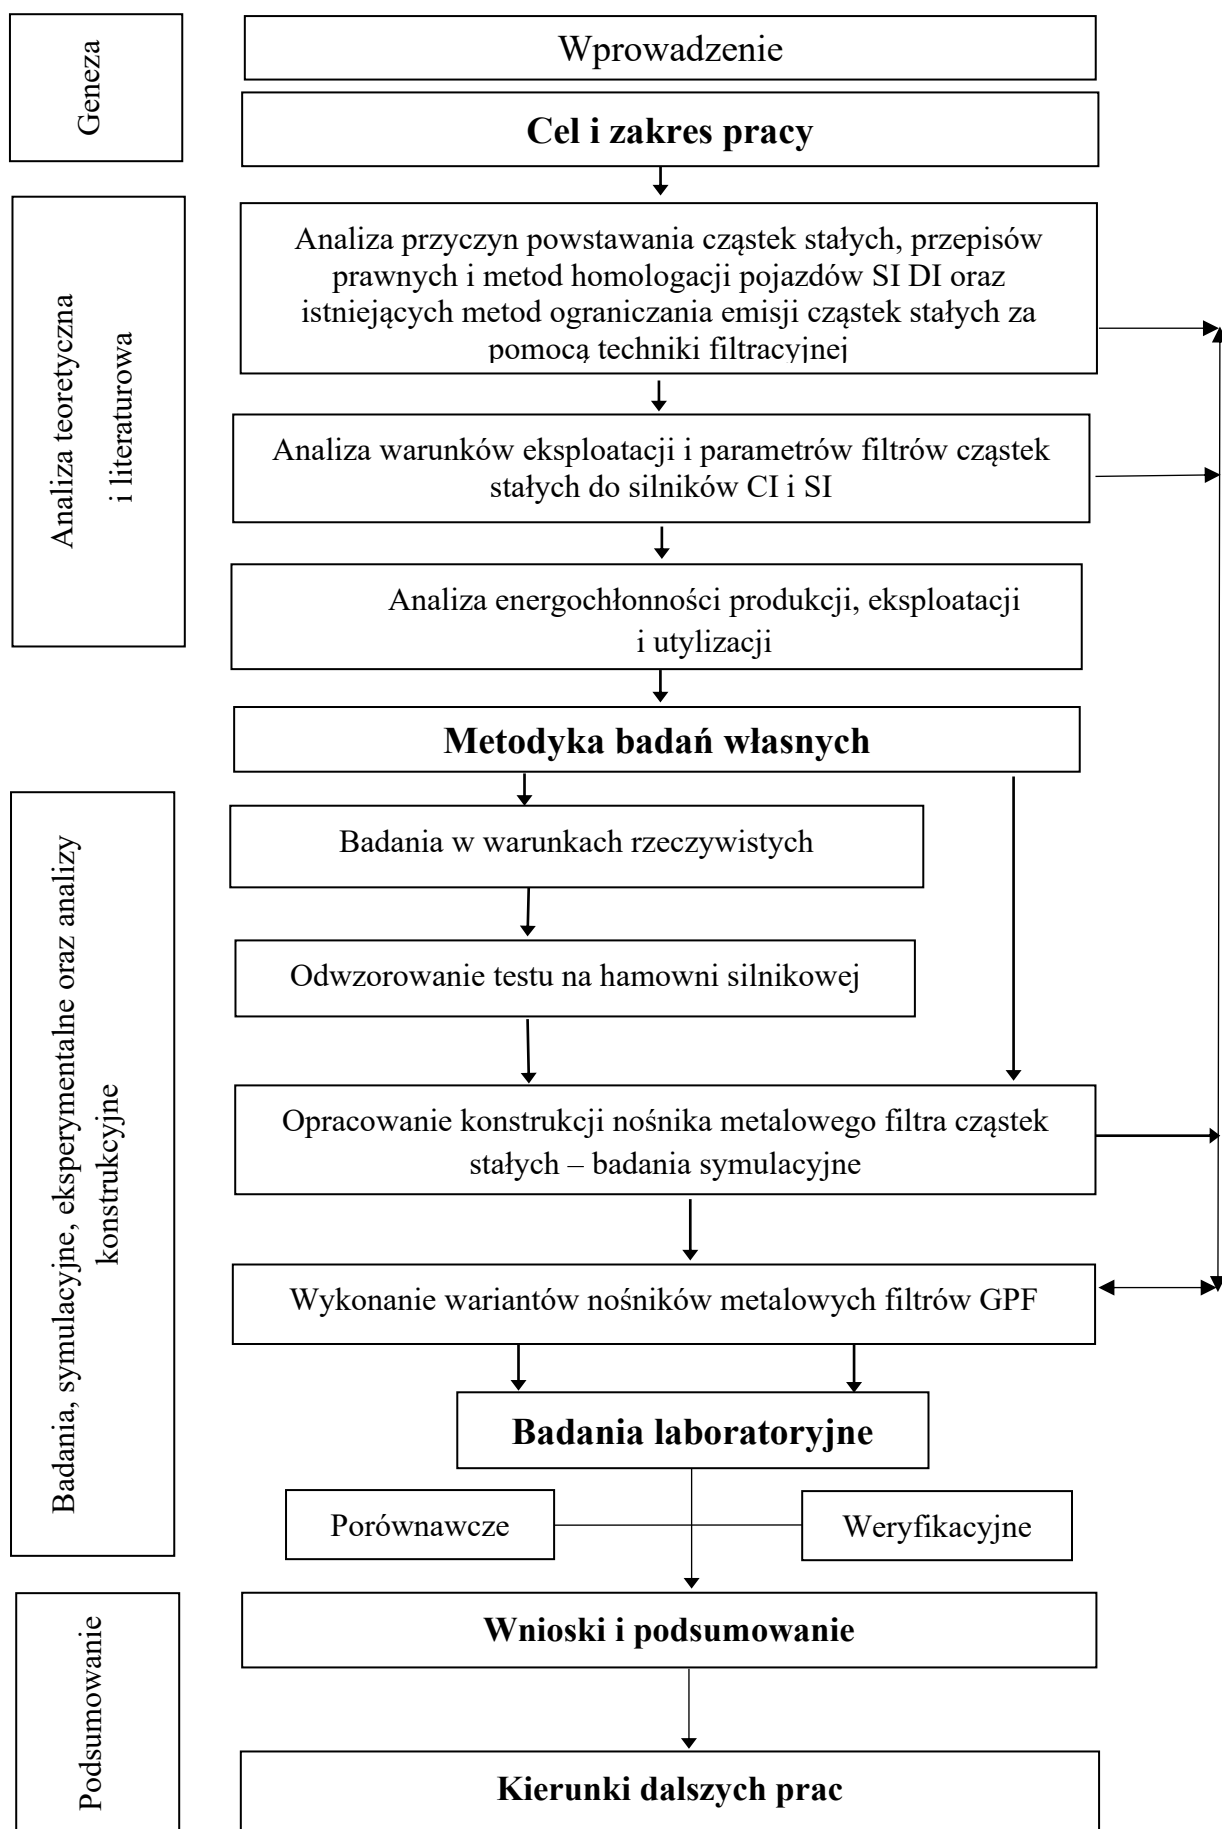 Geneza
Wprowadzenie
Cel i zakres pracy
Analiza teoretyczna
i literaturowa
Analiza przyczyn powstawania cząstek stałych, przepisów
prawnych i metod homologacji pojazdów SI DI oraz
istniejących metod ograniczania emisji cząstek stałych za
pomocą techniki filtracyjnej
Analiza warunków eksploatacji i parametrów filtrów cząstek
stałych do silników CI i SI
Analiza energochłonności produkcji, eksploatacji
i utylizacji
Metodyka badań własnych
Badania, symulacyjne, eksperymentalne oraz analizy
konstrukcyjne
Badania w warunkach rzeczywistych
Odwzorowanie testu na hamowni silnikowej
Opracowanie konstrukcji nośnika metalowego filtra cząstek
stałych – badania symulacyjne
Wykonanie wariantów nośników metalowych filtrów GPF
Badania laboratoryjne
Porównawcze
Weryfikacyjne
Podsumowanie
Wnioski i podsumowanie
Kierunki dalszych prac